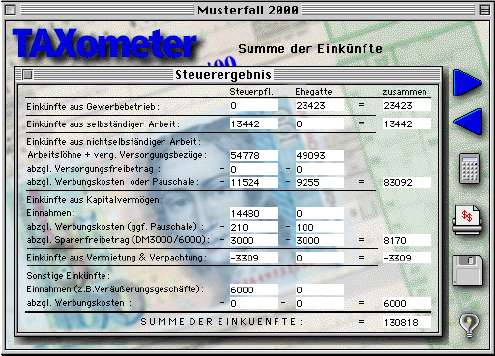 Musterfall 2000
TAXometer
Summe der Einkünfte
Steuerergebnis
Steuerpfl. Ehegatte zusammen
Einkünfte aus Gewerbebetrieb: 0 23423 = 23423
Einkünfte aus selbständiger Arbeit: 13442 0 = 13442
Einkünfte aus nichtselbständiger Arbeit:
Arbeitslöhne + verg. Versorgungsbezüge: 54778 49093
abzgl. Versorgungsfreibetrag: - 0 - 0
abzgl. Werbungskosten oder Pauschale: - 11524 - 9255 = 83092
Einkünfte aus Kapitalvermögen:
Einnahmen: 14480 0
abzgl. Werbungskosten (ggf. Pauschale): - 210 - 100
abzgl. Sparerfreibetrag (DM3000/6000): - 3000 - 3000 = 8170
Einkünfte aus Vermietung & Verpachtung: -3309 0 = -3309
Sonstige Einkünfte:
Einnahmen(z.B.Veräußerungsgeschäfte): 6000 0
abzgl. Werbungskosten : - 0 - 0 = 6000
SUMME DER EINKUENFTE : = 130818